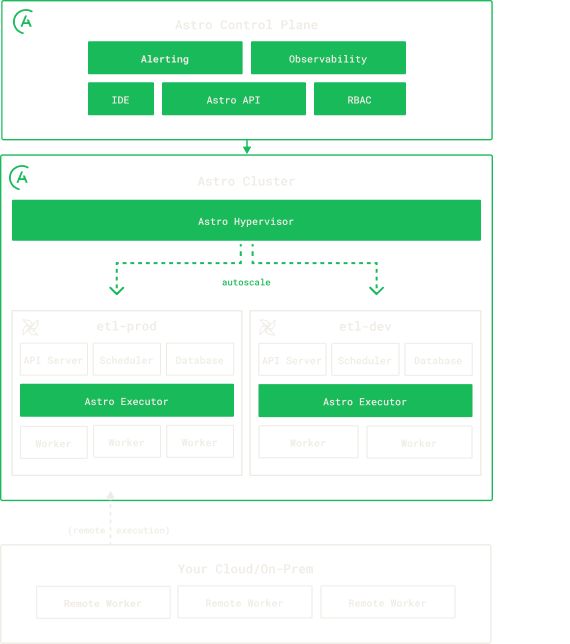 Astro Control Plane
Alerting Observability
IDE Astro API RBAC
Astro Cluster
Astro Hypervisor
autoscale
etl-prod etl-dev
API Server Scheduler Database API Server Scheduler Database
Astro Executor Astro Executor
Worker Worker Worker Worker Worker
(remote execution)
Your Cloud/On-Prem
Remote Worker Remote Worker Remote Worker